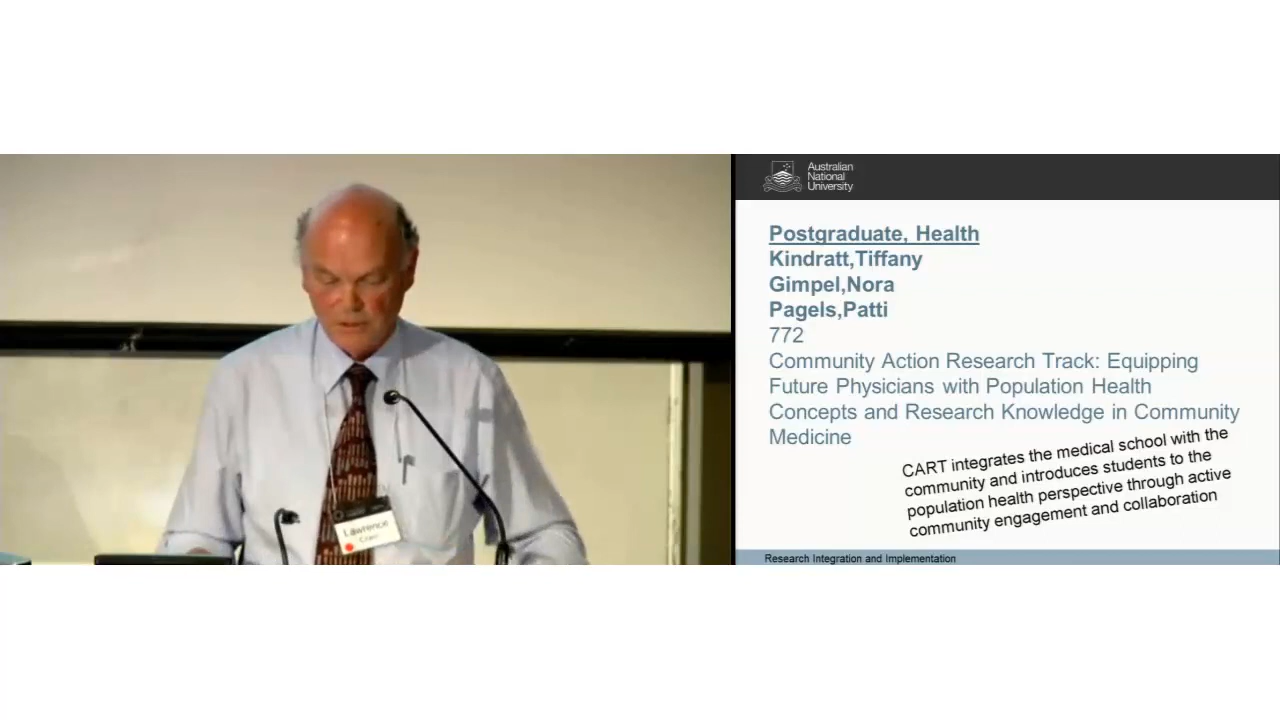 Lawrence
Australian
National
University
Postgraduate, Health
Kindratt,Tiffany
Gimpel,Nora
Pagels,Patti
772
Community Action Research Track: Equipping
Future Physicians with Population Health
Concepts and Research Knowledge in Community
Medicine
CART integrates the medical school with the
community and introduces students to the
population health perspective through active
community engagement and collaboration
Research Integration and Implementation